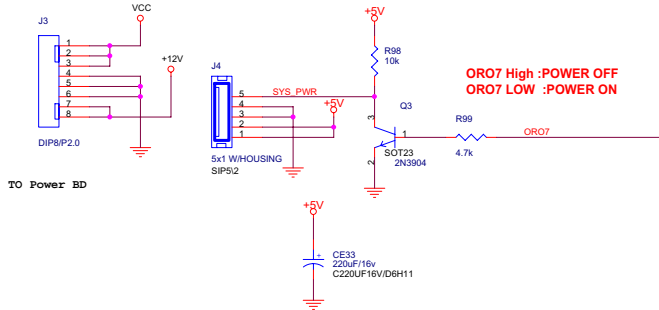 J3
VCC
+12V
1
2
3
4
5
6
7
8
DIP8/P2.0
TO Power BD
J4
5
4
3
2
1
SYS_PWR
+5V
5x1 W/HOUSING
SIP5\2
+5V
R98
10k
ORO7 High :POWER OFF
ORO7 LOW :POWER ON
Q3
3
1
2
SOT23
2N3904
R99
4.7k
ORO7
+5V
+
CE33
220uF/16v
C220UF16V/D6H11